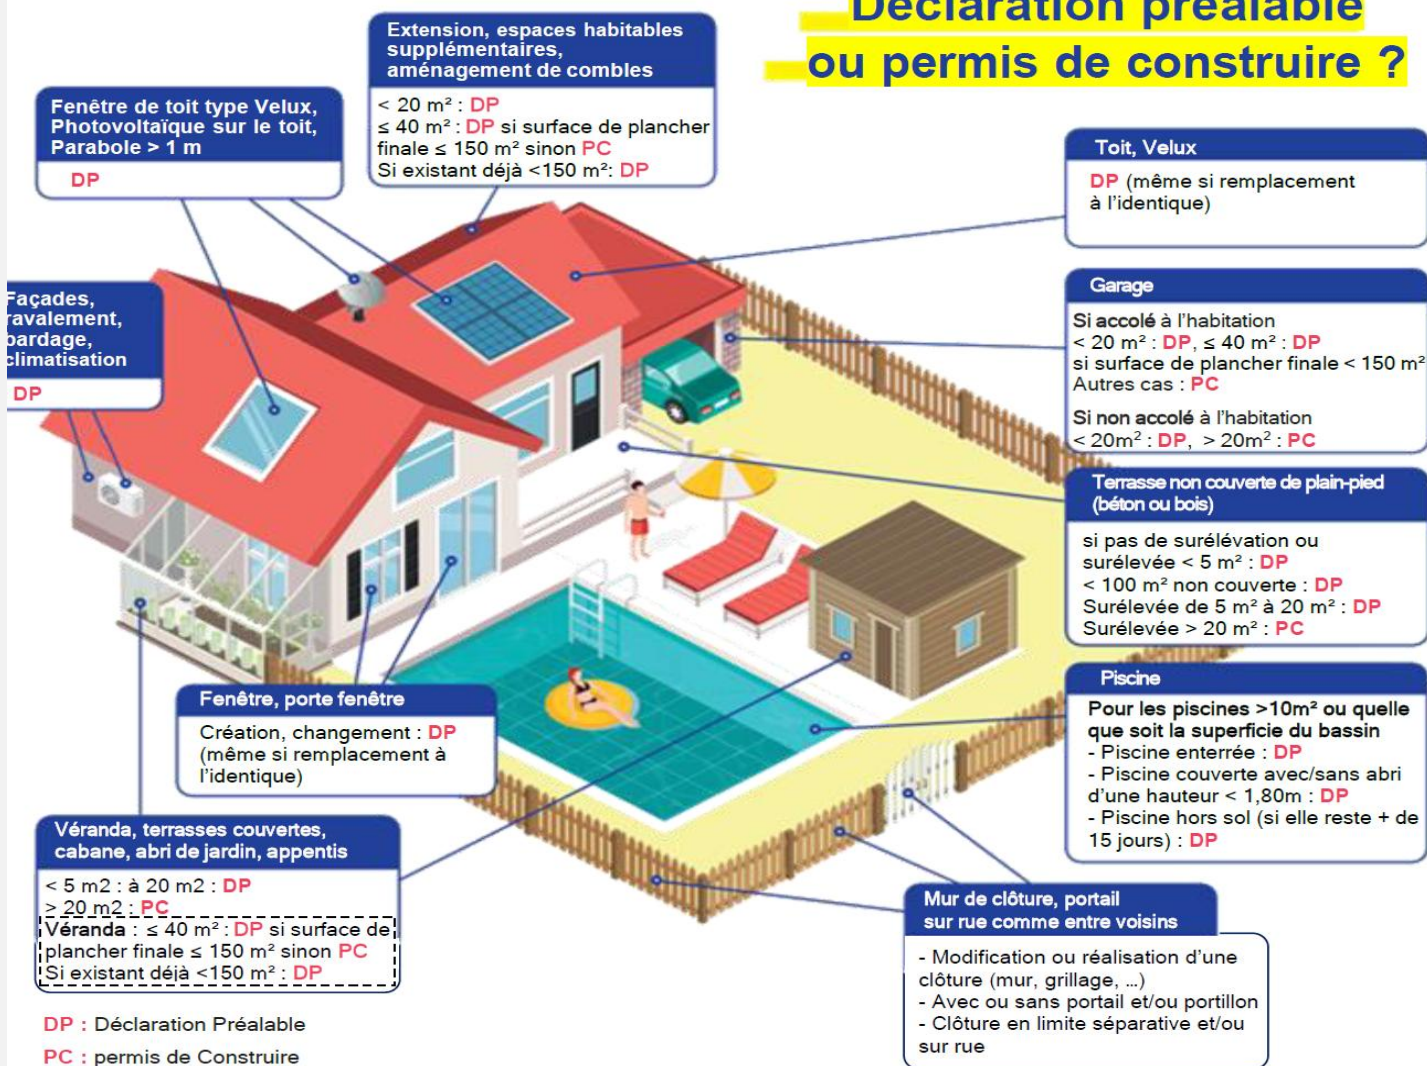 Déclaration préalable
ou permis de construire ?
Extension, espaces habitables
supplémentaires,
aménagement de combles
< 20 m² : DP
≤ 40 m² : DP si surface de plancher
finale ≤ 150 m² sinon PC
Si existant déjà <150 m²: DP
Fenêtre de toit type Velux,
Photovoltaïque sur le toit,
Parabole > 1 m
DP
Toit, Velux
DP (même si remplacement
à l'identique)
Façades,
ravalement,
bardage,
climatisation
DP
Garage
Si accolé à l'habitation
< 20 m² : DP, ≤ 40 m² : DP
si surface de plancher finale < 150 m²
Autres cas : PC
Si non accolé à l'habitation
< 20m² : DP, > 20m² : PC
Terrasse non couverte de plain-pied
(béton ou bois)
si pas de surélévation ou
surélevée < 5 m² : DP
< 100 m² non couverte : DP
Surélevée de 5 m² à 20 m² : DP
Surélevée > 20 m² : PC
Fenêtre, porte fenêtre
Création, changement : DP
(même si remplacement à
l'identique)
Piscine
Pour les piscines >10m² ou quelle
que soit la superficie du bassin
- Piscine enterrée : DP
- Piscine couverte avec/sans abri
d'une hauteur < 1,80m : DP
- Piscine hors sol (si elle reste + de
15 jours) : DP
Véranda, terrasses couvertes,
cabane, abri de jardin, appentis
< 5 m2 : à 20 m2 : DP
> 20 m2 : PC
Véranda : ≤ 40 m² : DP si surface de
plancher finale ≤ 150 m² sinon PC
Si existant déjà <150 m² : DP
Mur de clôture, portail
sur rue comme entre voisins
- Modification ou réalisation d'une
clôture (mur, grillage, ...)
- Avec ou sans portail et/ou portillon
- Clôture en limite séparative et/ou
sur rue
DP : Déclaration Préalable
PC : permis de Construire